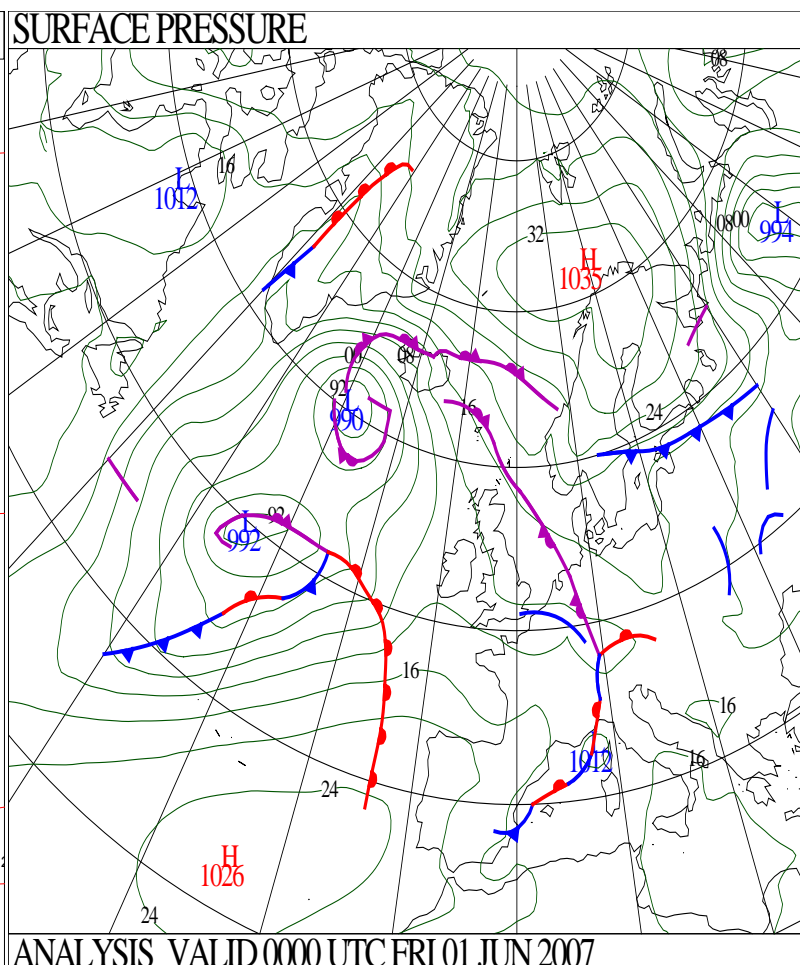 SURFACE PRESSURE
08
16
L
1012
L
0800
994
32
H
1035
00
08
92
L
990
16
24
L
92
992
16
16
16
1012
24
H
1026
24
ANALYSIS VALID 0000 UTC FRI 01 JUN 2007